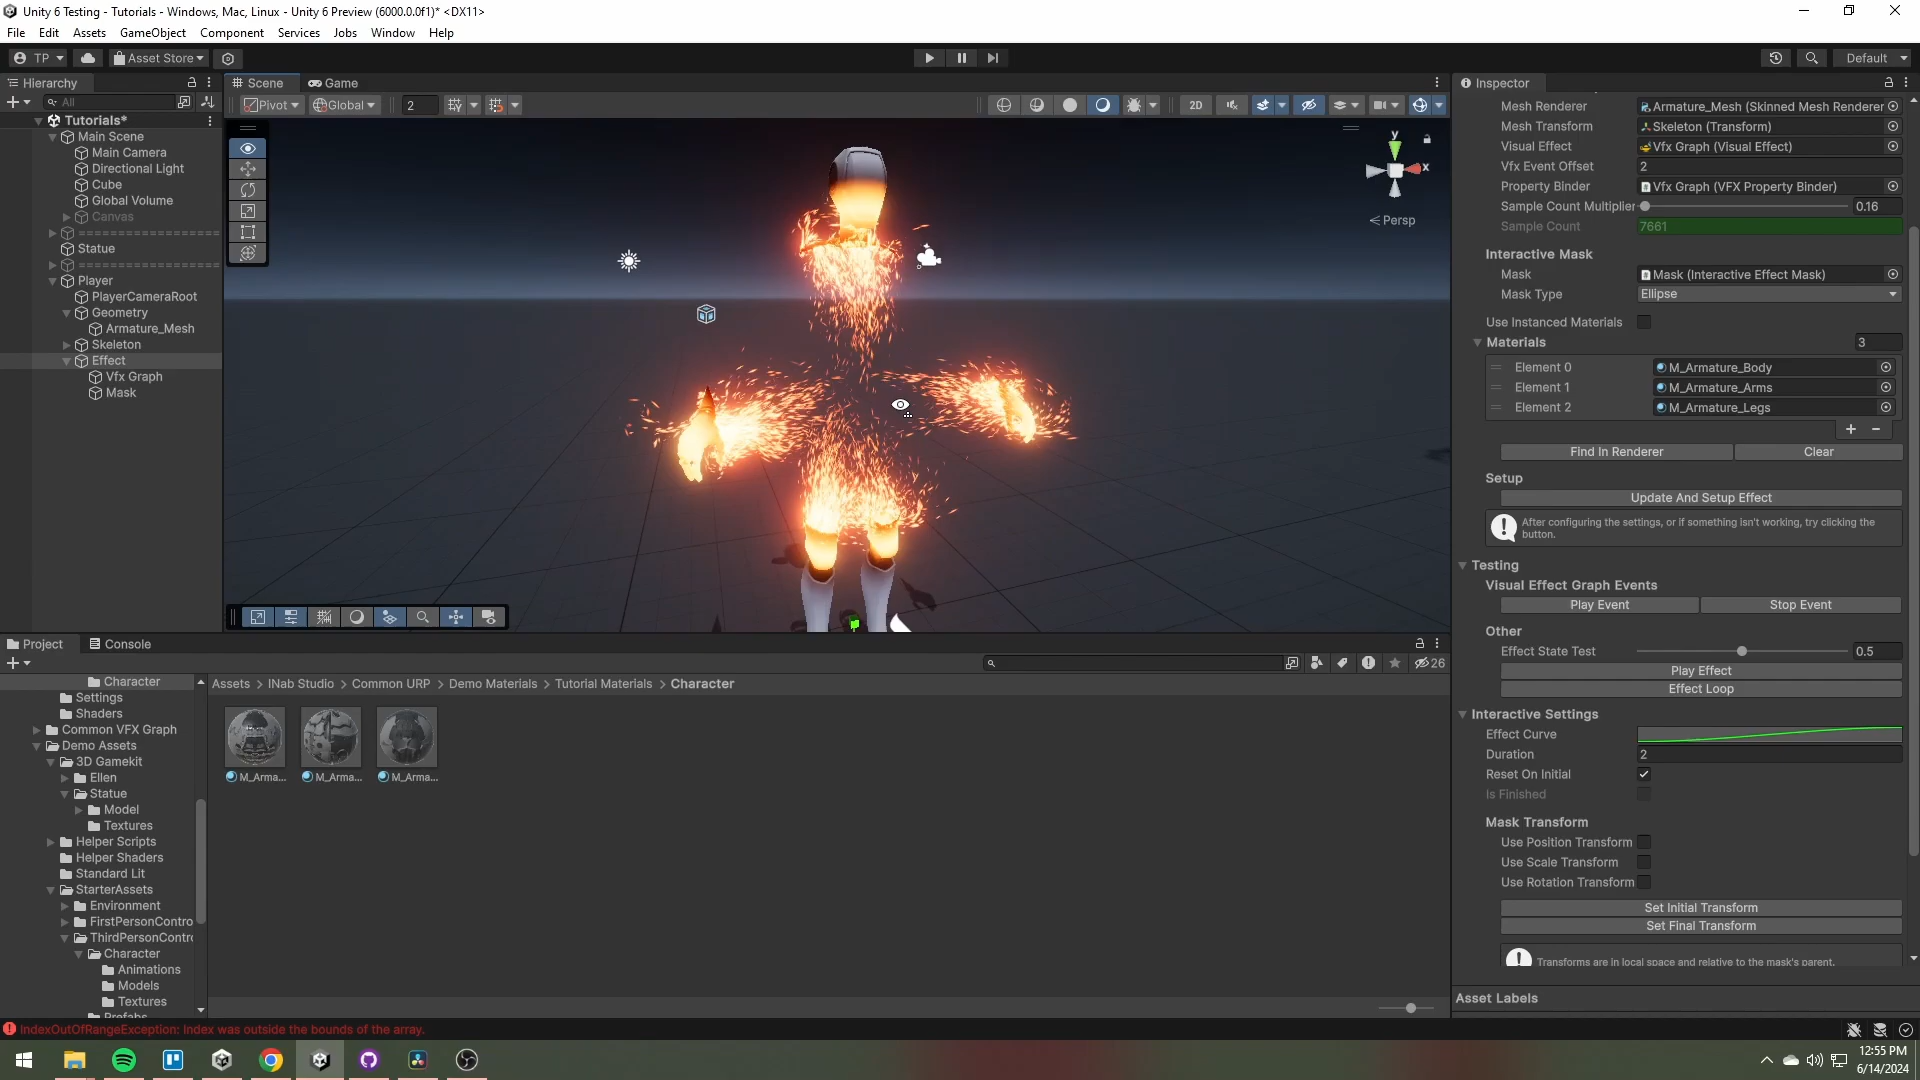 Unity 6 Testing - Tutorials - Windows, Mac, Linux - Unity 6 Preview (6000.0.0f1)* <DX11>
File Edit Assets GameObject Component Services Jobs Window Help
TP Asset Store Default
Hierarchy
All
Tutorials*
Main Scene
Main Camera
Directional Light
Cube
Global Volume
Canvas
==================
Statue
==================
Player
PlayerCameraRoot
Geometry
Armature_Mesh
Skeleton
Effect
Vfx Graph
Mask
Scene Game
Pivot Global 2 2D
y
x
Persp
Inspector
Mesh Renderer Armature_Mesh (Skinned Mesh Renderer
Mesh Transform Skeleton (Transform)
Visual Effect Vfx Graph (Visual Effect)
Vfx Event Offset 2
Property Binder Vfx Graph (VFX Property Binder)
Sample Count Multiplier 0.16
Sample Count 7661
Interactive Mask
Mask Mask (Interactive Effect Mask)
Mask Type Ellipse
Use Instanced Materials
Materials 3
Element 0 M_Armature_Body
Element 1 M_Armature_Arms
Element 2 M_Armature_Legs
Find In Renderer Clear
Setup
Update And Setup Effect
After configuring the settings, or if something isn't working, try clicking the
button.
Testing
Visual Effect Graph Events
Play Event Stop Event
Other
Effect State Test 0.5
Play Effect
Effect Loop
Interactive Settings
Effect Curve
Duration 2
Reset On Initial
Is Finished
Mask Transform
Use Position Transform
Use Scale Transform
Use Rotation Transform
Set Initial Transform
Set Final Transform
Transforms are in local space and relative to the mask's parent.
Asset Labels
Project Console
26
Character
Settings
Shaders
Common VFX Graph
Demo Assets
3D Gamekit
Ellen
Statue
Model
Textures
Helper Scripts
Helper Shaders
Standard Lit
StarterAssets
Environment
FirstPersonContro
ThirdPersonContro
Character
Animations
Models
Textures
Prefabs
Assets > INab Studio > Common URP > Demo Materials > Tutorial Materials > Character
M_Arma... M_Arma... M_Arma...
IndexOutOfRangeException: Index was outside the bounds of the array.
12:55 PM
6/14/2024